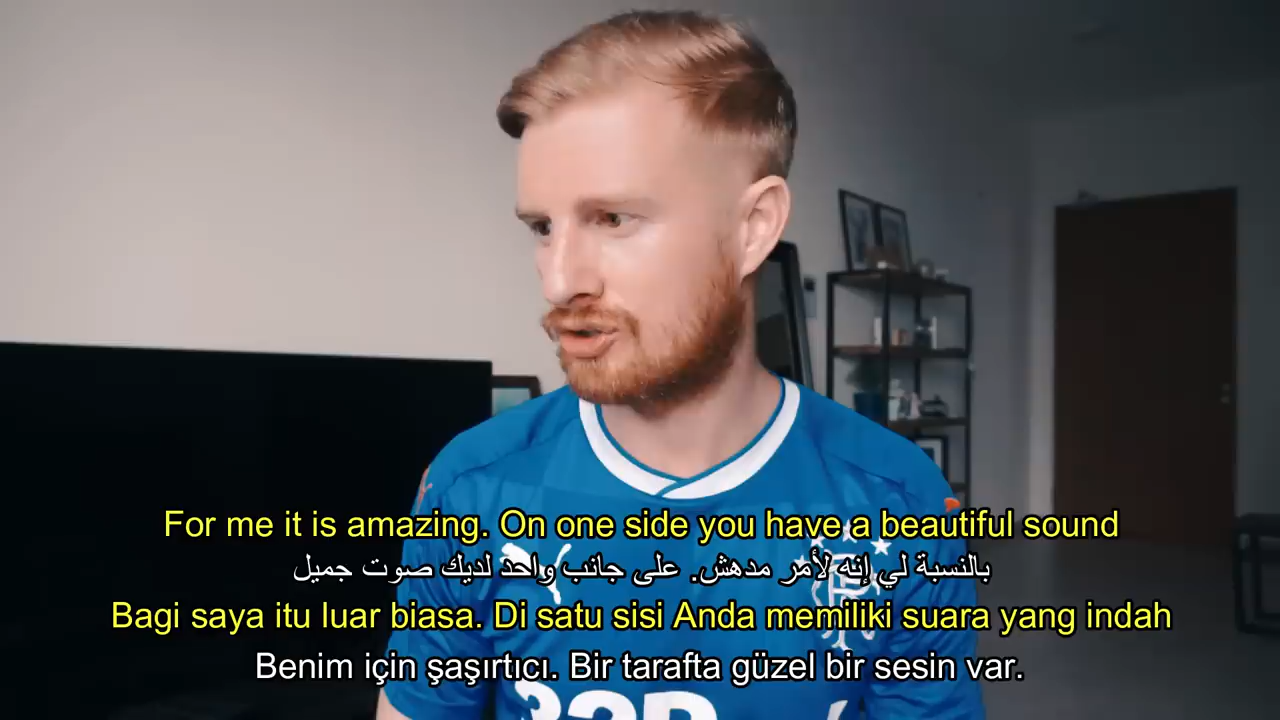 For me it is amazing. On one side you have a beautiful sound
بالنسبة لي إنه لأمر مدهش. على جانب واحد لديك صوت جميل
Bagi saya itu luar biasa. Di satu sisi Anda memiliki suara yang indah
Benim için şaşırtıcı. Bir tarafta güzel bir sesin var.